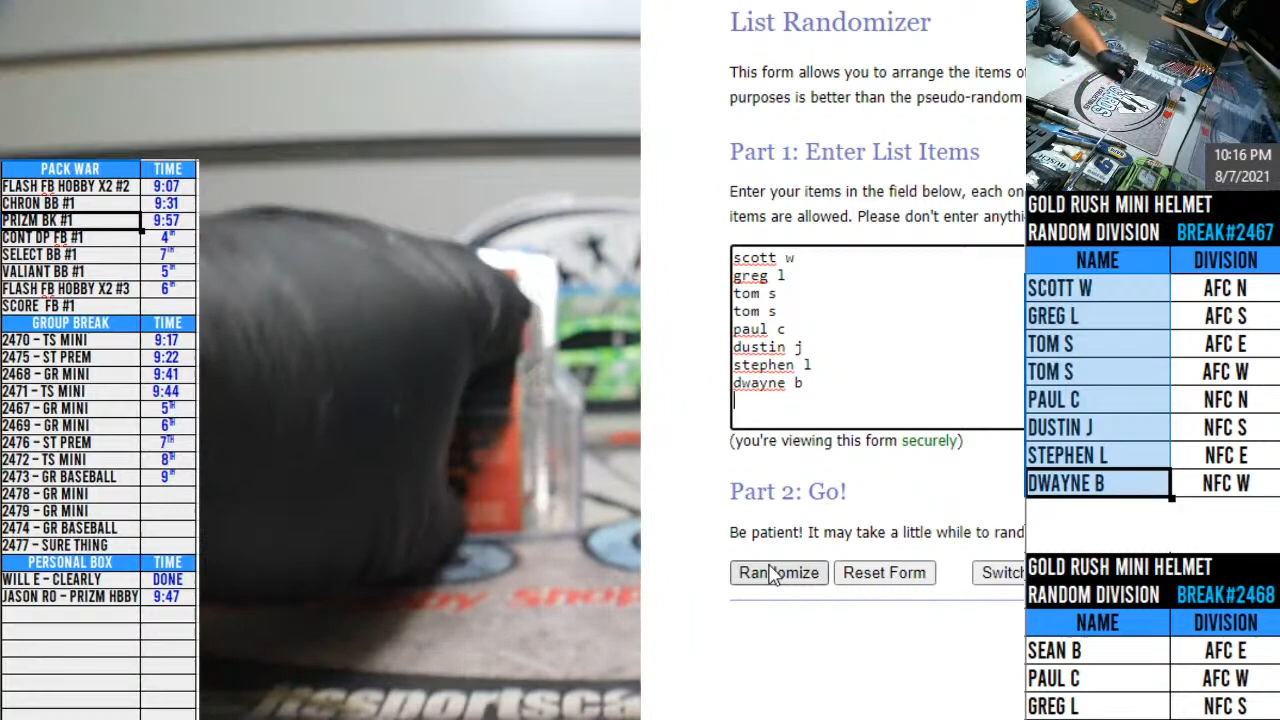 PACK WAR TIME
FLASH FB HOBBY X2 #2 9:07
CHRON BB #1 9:31
PRIZM BK #1 9:57
CONT DP FB #1 4TH
SELECT BB #1 7TH
VALIANT BB #1 5TH
FLASH FB HOBBY X2 #3 6TH
SCORE FB #1
GROUP BREAK TIME
2470 – TS MINI 9:17
2475 – ST PREM 9:22
2468 – GR MINI 9:41
2471 – TS MINI 9:44
2467 – GR MINI 5TH
2469 – GR MINI 6TH
2476 – ST PREM 7TH
2472 – TS MINI 8TH
2473 – GR BASEBALL 9TH
2478 – GR MINI
2479 – GR MINI
2474 – GR BASEBALL
2477 – SURE THING
PERSONAL BOX TIME
WILL E – CLEARLY DONE
JASON RO – PRIZM HBBY 9:47
List Randomizer
This form allows you to arrange the items of
purposes is better than the pseudo-random
Part 1: Enter List Items
Enter your items in the field below, each on
items are allowed. Please don't enter anythi
scott w
greg l
tom s
tom s
paul c
dustin j
stephen l
dwayne b
(you're viewing this form securely)
Part 2: Go!
Be patient! It may take a little while to rand
Randomize Reset Form Switch
10:16 PM
8/7/2021
GOLD RUSH MINI HELMET
RANDOM DIVISION BREAK#2467
NAME DIVISION
SCOTT W AFC N
GREG L AFC S
TOM S AFC E
TOM S AFC W
PAUL C NFC N
DUSTIN J NFC S
STEPHEN L NFC E
DWAYNE B NFC W
GOLD RUSH MINI HELMET
RANDOM DIVISION BREAK#2468
NAME DIVISION
SEAN B AFC E
PAUL C AFC W
GREG L NFC S